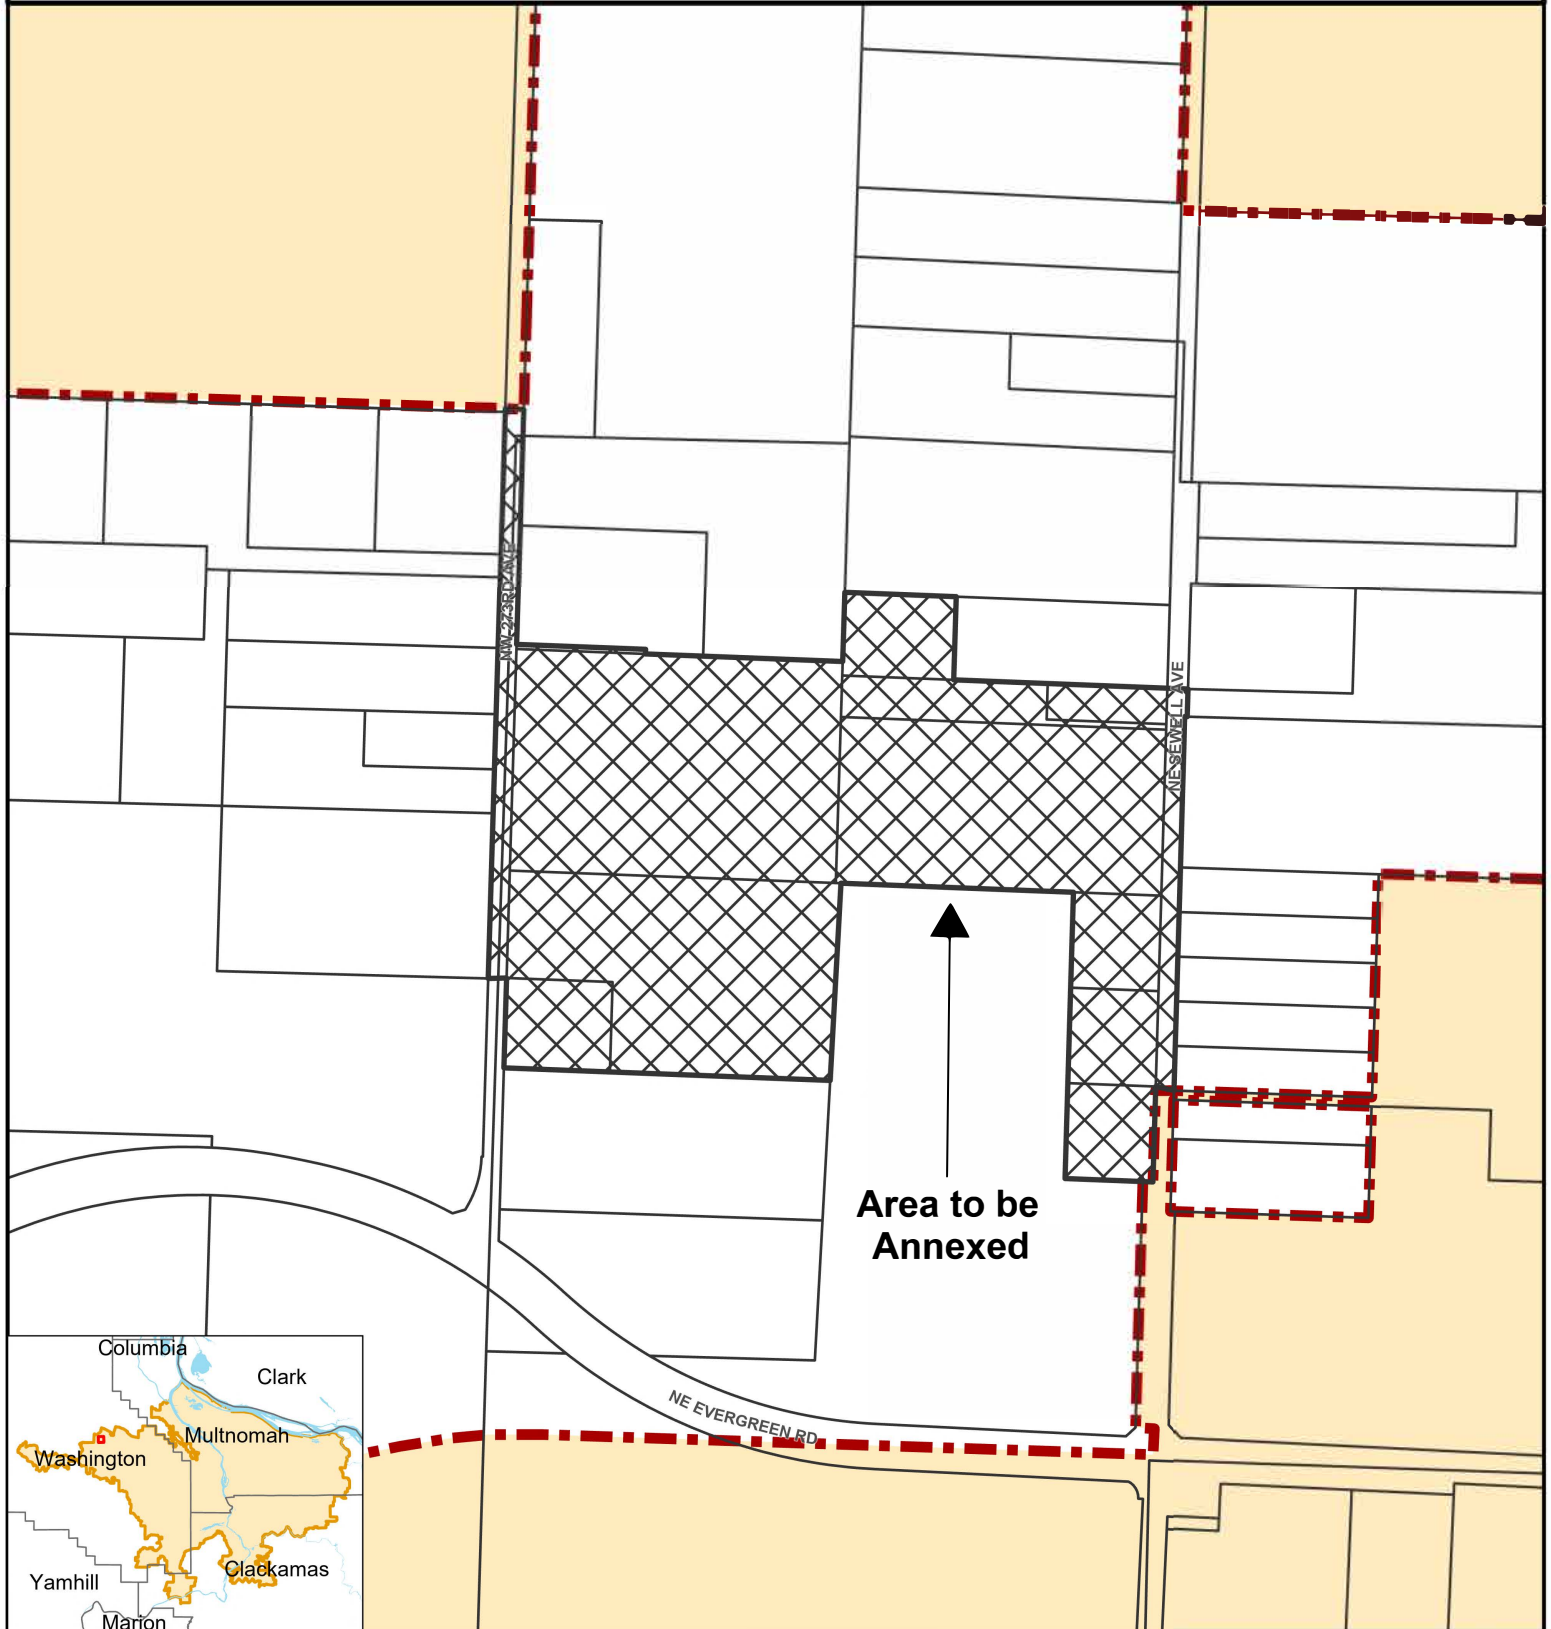 NW 273RD AVE
NE SEWELL AVE
Area to be
Annexed
NE EVERGREEN RD
Columbia
Clark
Multnomah
Washington
Clackamas
Yamhill
Marion